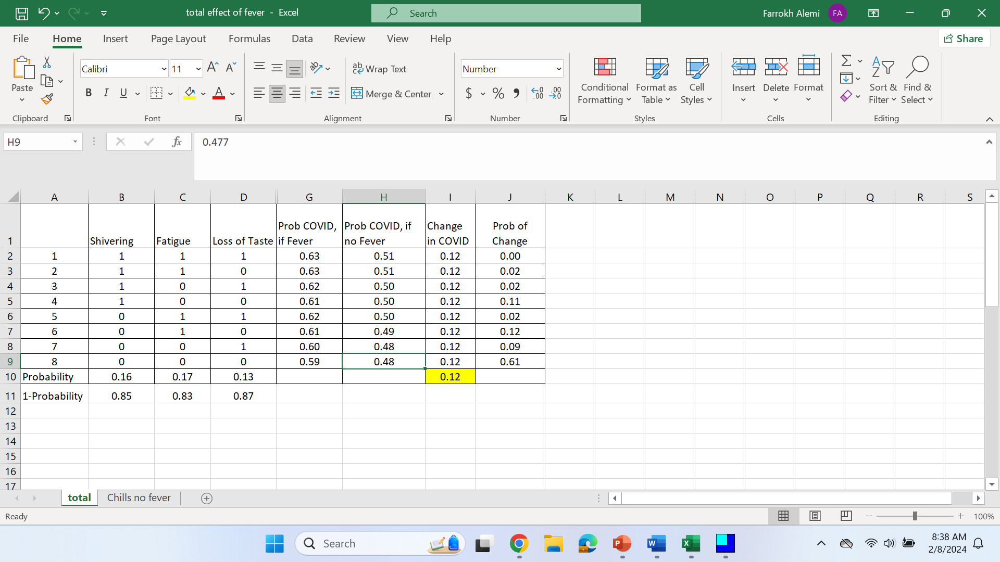 total effect of fever - Excel
Search
Farrokh Alemi FA
File Home Insert Page Layout Formulas Data Review View Help Share
Paste
Clipboard
Calibri 11
B I U A
Font
ab Wrap Text
Merge & Center
Alignment
Number
$ % 9 .00 .00
Number
Conditional Formatting
Format as Table
Cell Styles
Styles
Insert Delete Format
Cells
Sort & Filter
Find & Select
Editing
H9 fx 0.477
A B C D G H I J K L M N O P Q R S
1 Shivering Fatigue Loss of Taste Prob COVID, if Fever Prob COVID, if no Fever Change in COVID Prob of Change
2 1 1 1 1 0.63 0.51 0.12 0.00
3 2 1 1 0 0.63 0.51 0.12 0.02
4 3 1 0 1 0.62 0.50 0.12 0.02
5 4 1 0 0 0.61 0.50 0.12 0.11
6 5 0 1 1 0.62 0.50 0.12 0.02
7 6 0 1 0 0.61 0.49 0.12 0.12
8 7 0 0 1 0.60 0.48 0.12 0.09
9 8 0 0 0 0.59 0.48 0.12 0.61
10 Probability 0.16 0.17 0.13 0.12
11 1-Probability 0.85 0.83 0.87
12
13
14
15
16
17
total Chills no fever
Ready 100%
Search
8:38 AM
2/8/2024